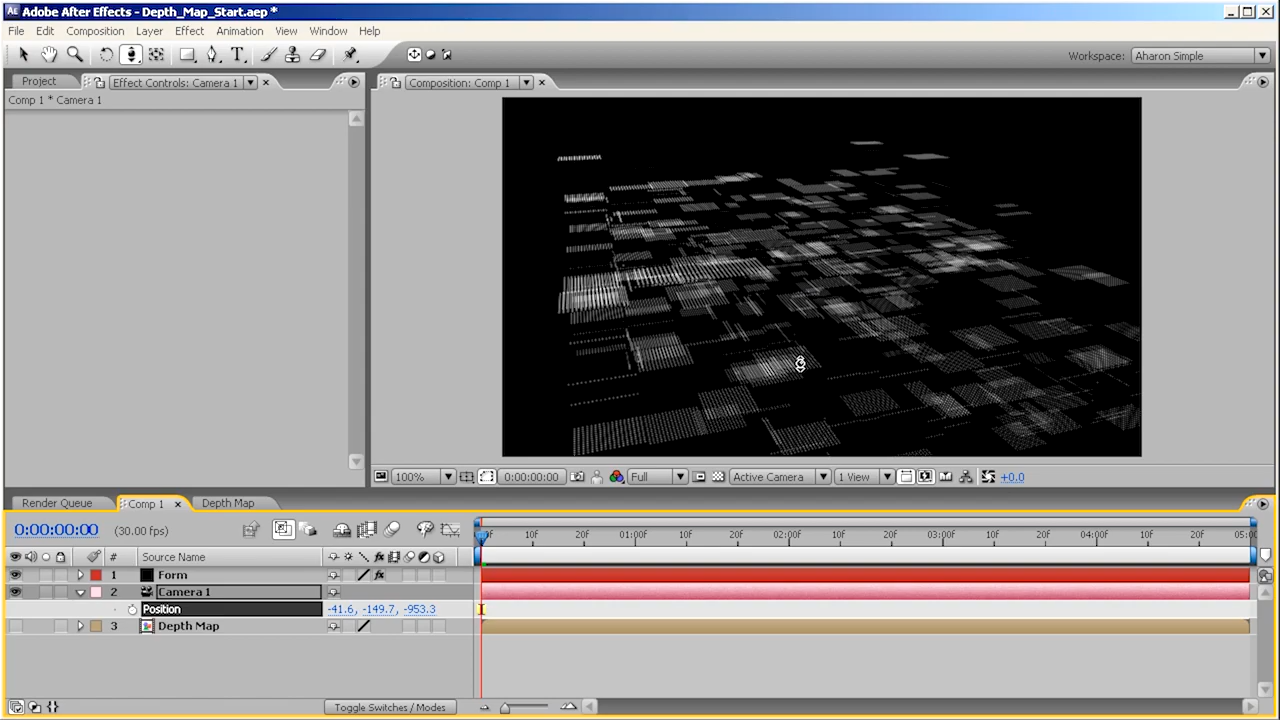 Adobe After Effects - Depth_Map_Start.aep *
File Edit Composition Layer Effect Animation View Window Help
Workspace: Aharon Simple
Project Effect Controls: Camera 1
Composition: Comp 1
Comp 1 * Camera 1
100% 0:00:00:00 Full Active Camera 1 View +0.0
Render Queue Comp 1 Depth Map
0:00:00:00 (30.00 fps)
10f 20f 01:00f 10f 20f 02:00f 10f 20f 03:00f 10f 20f 04:00f 10f 20f 05:00
# Source Name
1 Form
2 Camera 1
Position -41.6, -149.7, -953.3
3 Depth Map
Toggle Switches / Modes